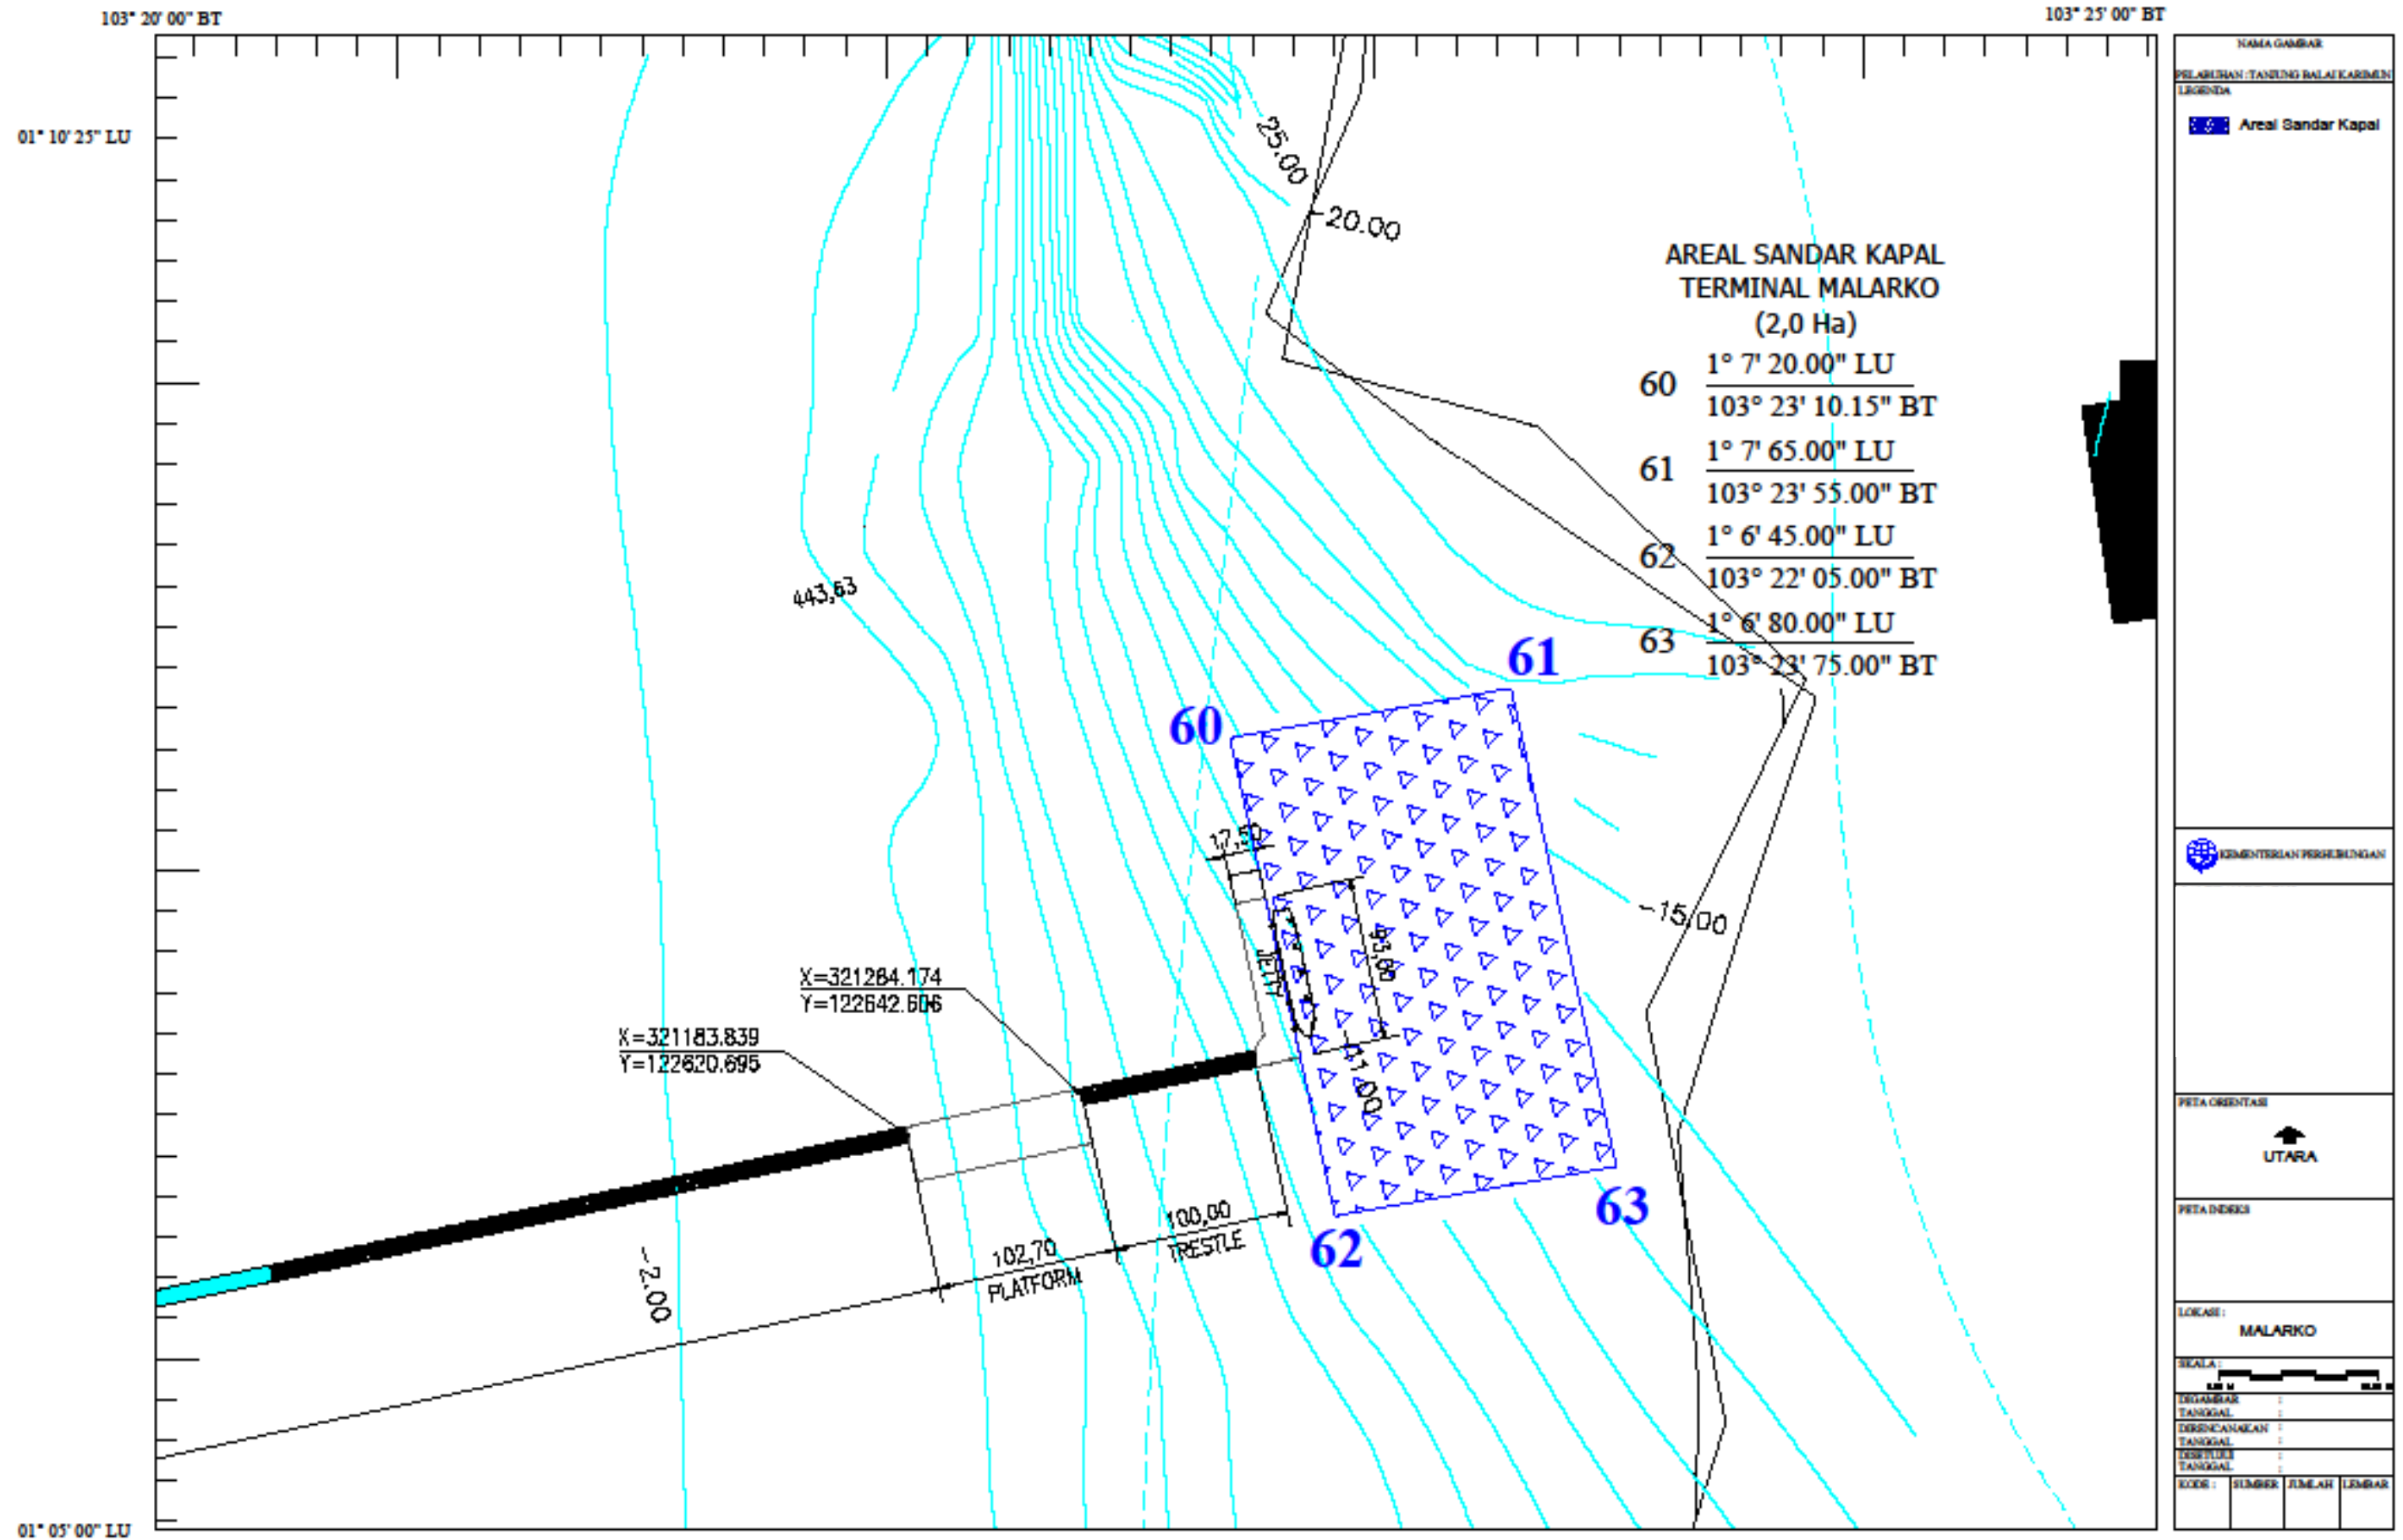 103° 20' 00" BT
103° 25' 00" BT
01° 10' 25" LU
01° 05' 00" LU
25.00
-20.00
AREAL SANDAR KAPAL
TERMINAL MALARKO
(2,0 Ha)
60
1° 7' 20.00" LU
103° 23' 10.15" BT
61
1° 7' 65.00" LU
103° 23' 55.00" BT
62
1° 6' 45.00" LU
103° 22' 05.00" BT
63
1° 6' 80.00" LU
103° 23' 75.00" BT
443,63
61
60
17,50
-15,00
93,00
JETTY
11,00
X=321284.174
Y=122642.606
X=321183.839
Y=122620.695
63
62
100,00
TRESTLE
102,70
PLATFORM
-2.00
NAMA GAMBAR
PELABUHAN : TANJUNG BALAI KARIMUN
LEGENDA
Areal Sandar Kapal
KEMENTERIAN PERHUBUNGAN
PETA ORIENTASI
UTARA
PETA INDEKS
LOKASI :
MALARKO
SKALA :
DIGAMBAR :
TANGGAL :
DIRENCANAKAN :
TANGGAL :
DISETUJUI :
TANGGAL :
KODE : SUMBER JUMLAH LEMBAR